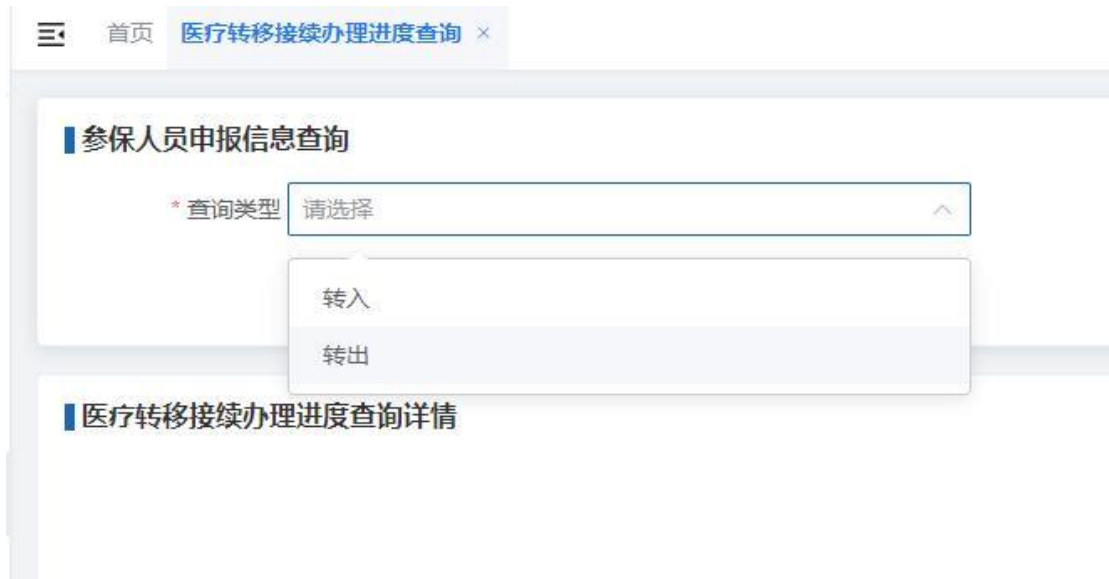 首页 医疗转移接续办理进度查询 ×
参保人员申报信息查询
* 查询类型 请选择
转入
转出
医疗转移接续办理进度查询详情